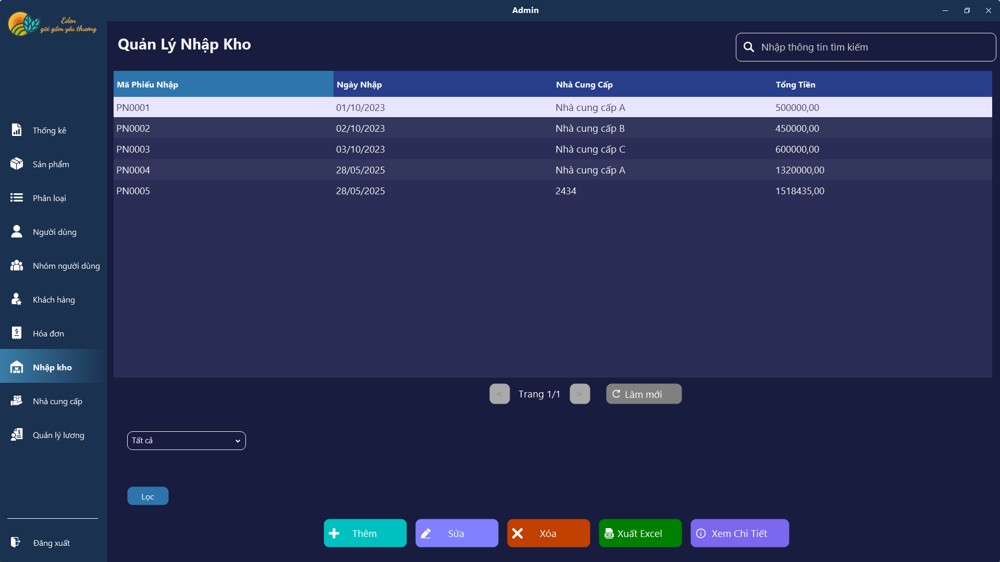 Admin
Eden
gửi gắm yêu thương
Quản Lý Nhập Kho
Nhập thông tin tìm kiếm
Mã Phiếu Nhập Ngày Nhập Nhà Cung Cấp Tổng Tiền
PN0001 01/10/2023 Nhà cung cấp A 500000,00
PN0002 02/10/2023 Nhà cung cấp B 450000,00
PN0003 03/10/2023 Nhà cung cấp C 600000,00
PN0004 28/05/2025 Nhà cung cấp A 1320000,00
PN0005 28/05/2025 2434 1518435,00
Thống kê
Sản phẩm
Phân loại
Người dùng
Nhóm người dùng
Khách hàng
Hóa đơn
Nhập kho
Nhà cung cấp
Quản lý lương
Đăng xuất
< Trang 1/1 > Làm mới
Tất cả
Lọc
Thêm Sửa Xóa XLS Xuất Excel Xem Chi Tiết